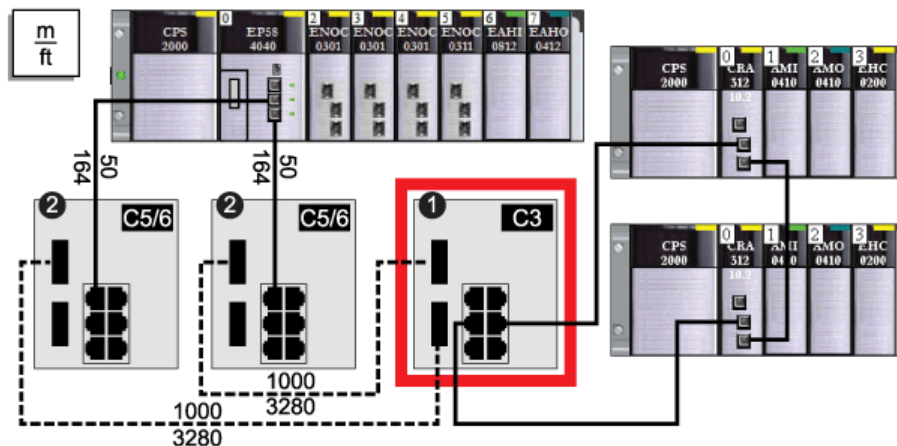 m
ft
0 2 3 4 5 6 7
CPS EP58 ENOC ENOC ENOC ENOC EAHI EAHO
2000 4040 0301 0301 0301 0311 0812 0412
0 1 2 3
CPS CRA AMI AMO EHC
2000 312 0410 0410 0200
10.2
50
164
50
164
2 C5/6
2 C5/6
1 C3
0 1 2 3
CPS CRA AMI AMO EHC
2000 312 0410 0410 0200
10.2
1000
3280
1000
3280